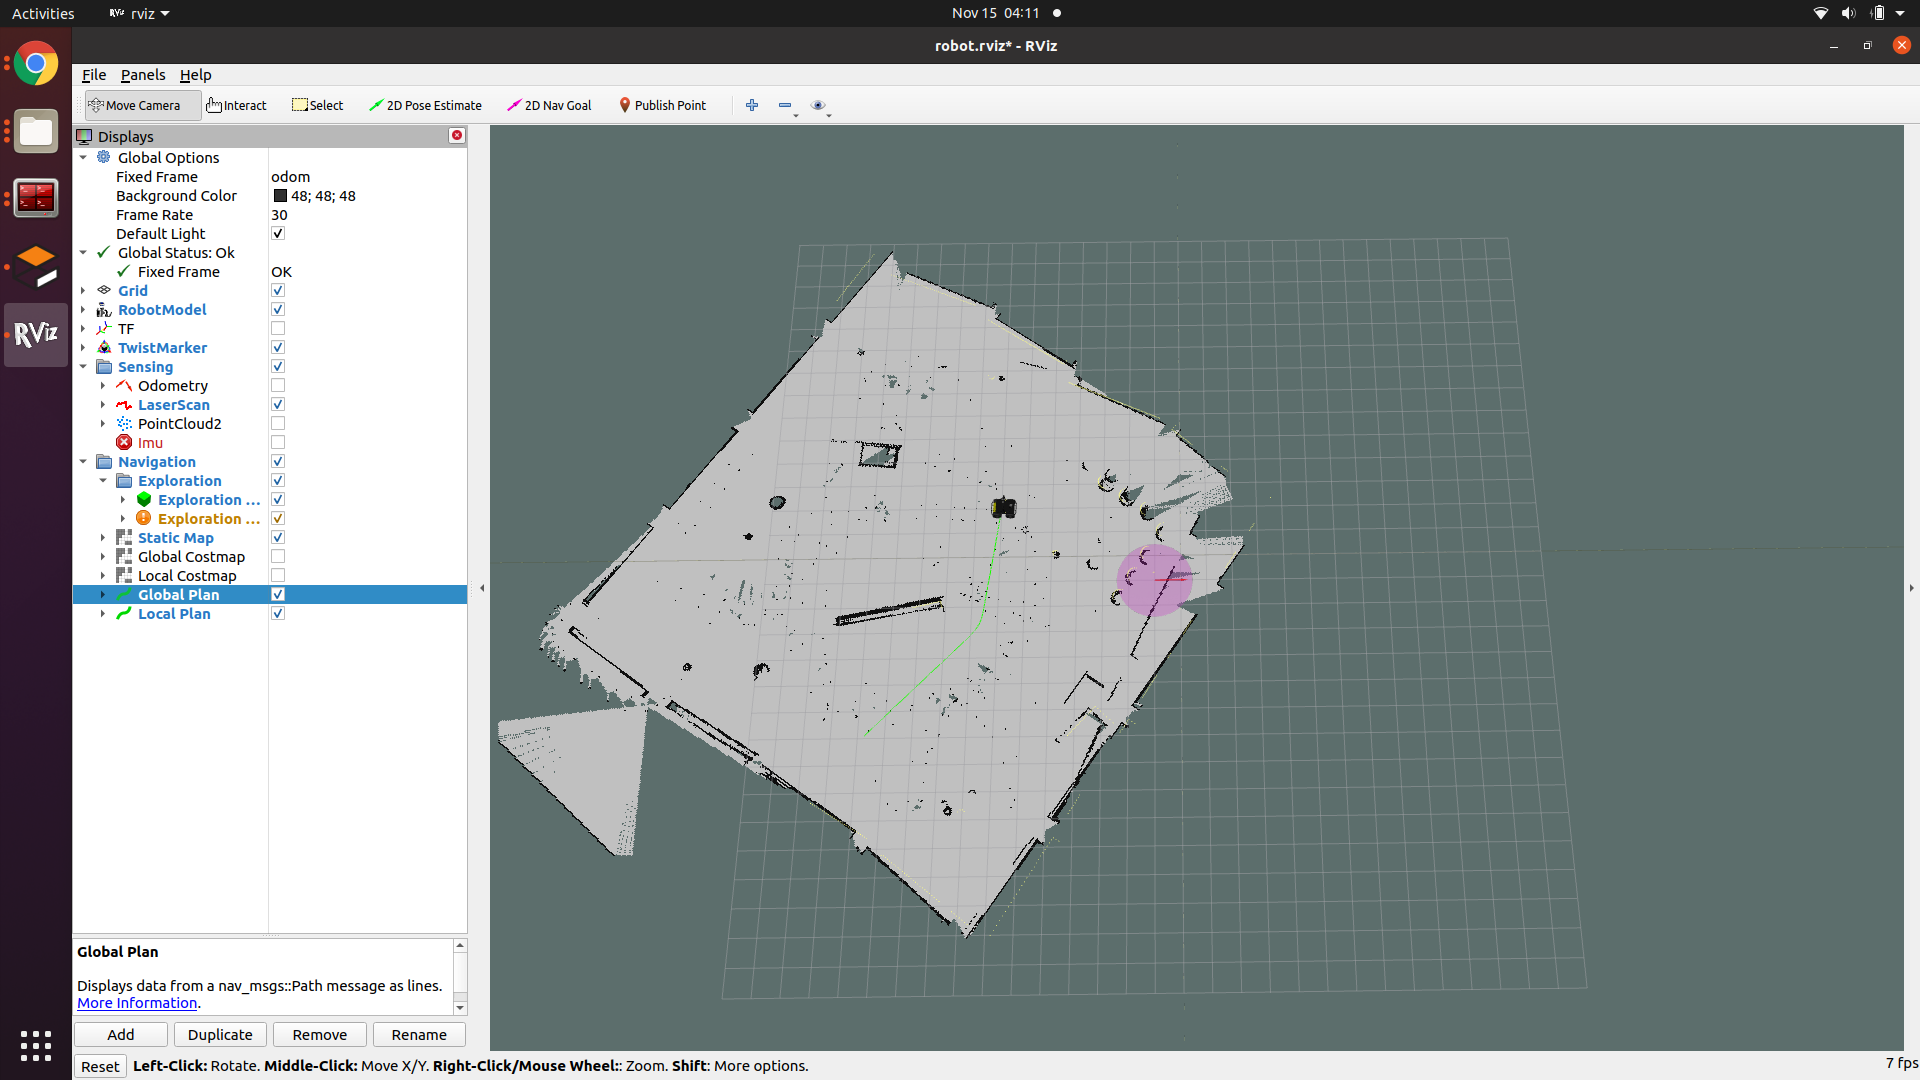 Activities
RViz
rviz
Nov 15 04:11
robot.rviz* - RViz
File Panels Help
Move Camera Interact Select 2D Pose Estimate 2D Nav Goal Publish Point
Displays
Global Options
Fixed Frame odom
Background Color 48; 48; 48
Frame Rate 30
Default Light
Global Status: Ok
Fixed Frame OK
Grid
RobotModel
TF
TwistMarker
Sensing
Odometry
LaserScan
PointCloud2
Imu
Navigation
Exploration
Exploration ...
Exploration ...
Static Map
Global Costmap
Local Costmap
Global Plan
Local Plan
RViz
Global Plan
Displays data from a nav_msgs::Path message as lines.
More Information.
Add Duplicate Remove Rename
Reset Left-Click: Rotate. Middle-Click: Move X/Y. Right-Click/Mouse Wheel:: Zoom. Shift: More options.
7 fps